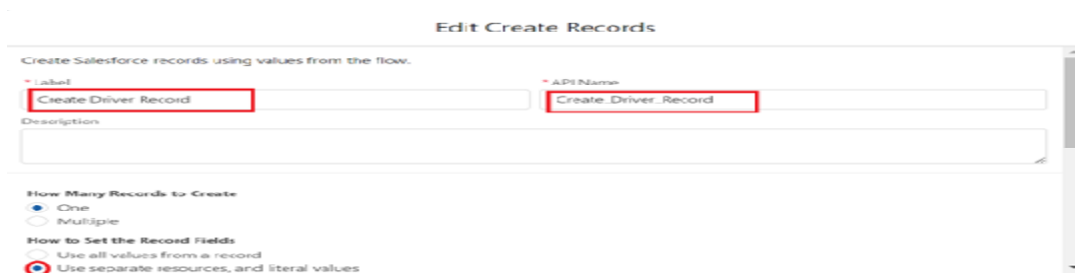 Edit Create Records
Create Salesforce records using values from the flow.
* Label
* API Name
Create Driver Record
Create_Driver_Record
Description
How Many Records to Create
One
Multiple
How to Set the Record Fields
Use all values from a record
Use separate resources, and literal values